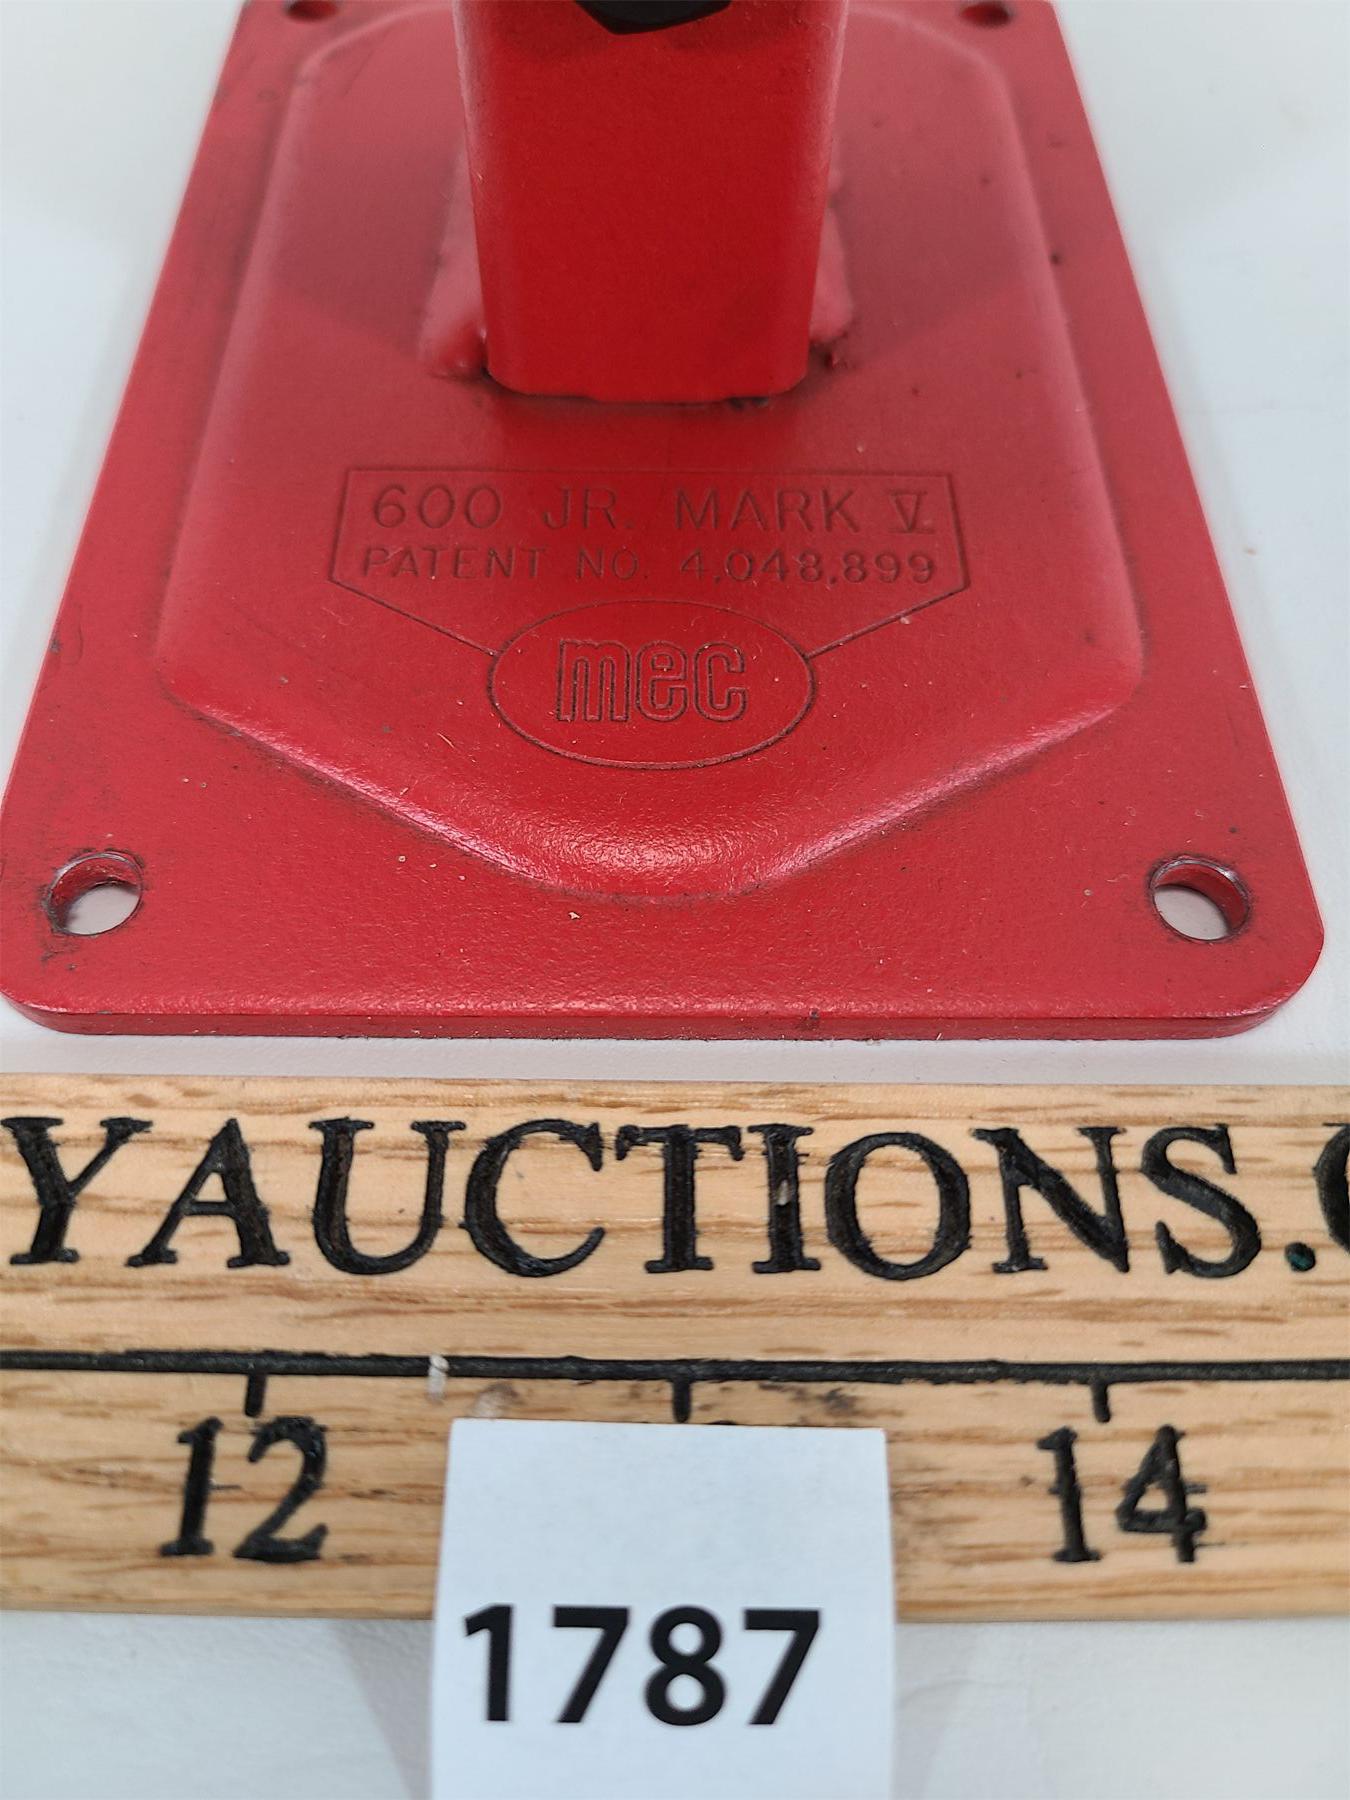 600 JR. MARK V
PATENT NO. 4,048,899
mec
YAUCTIONS.
12 14
1787